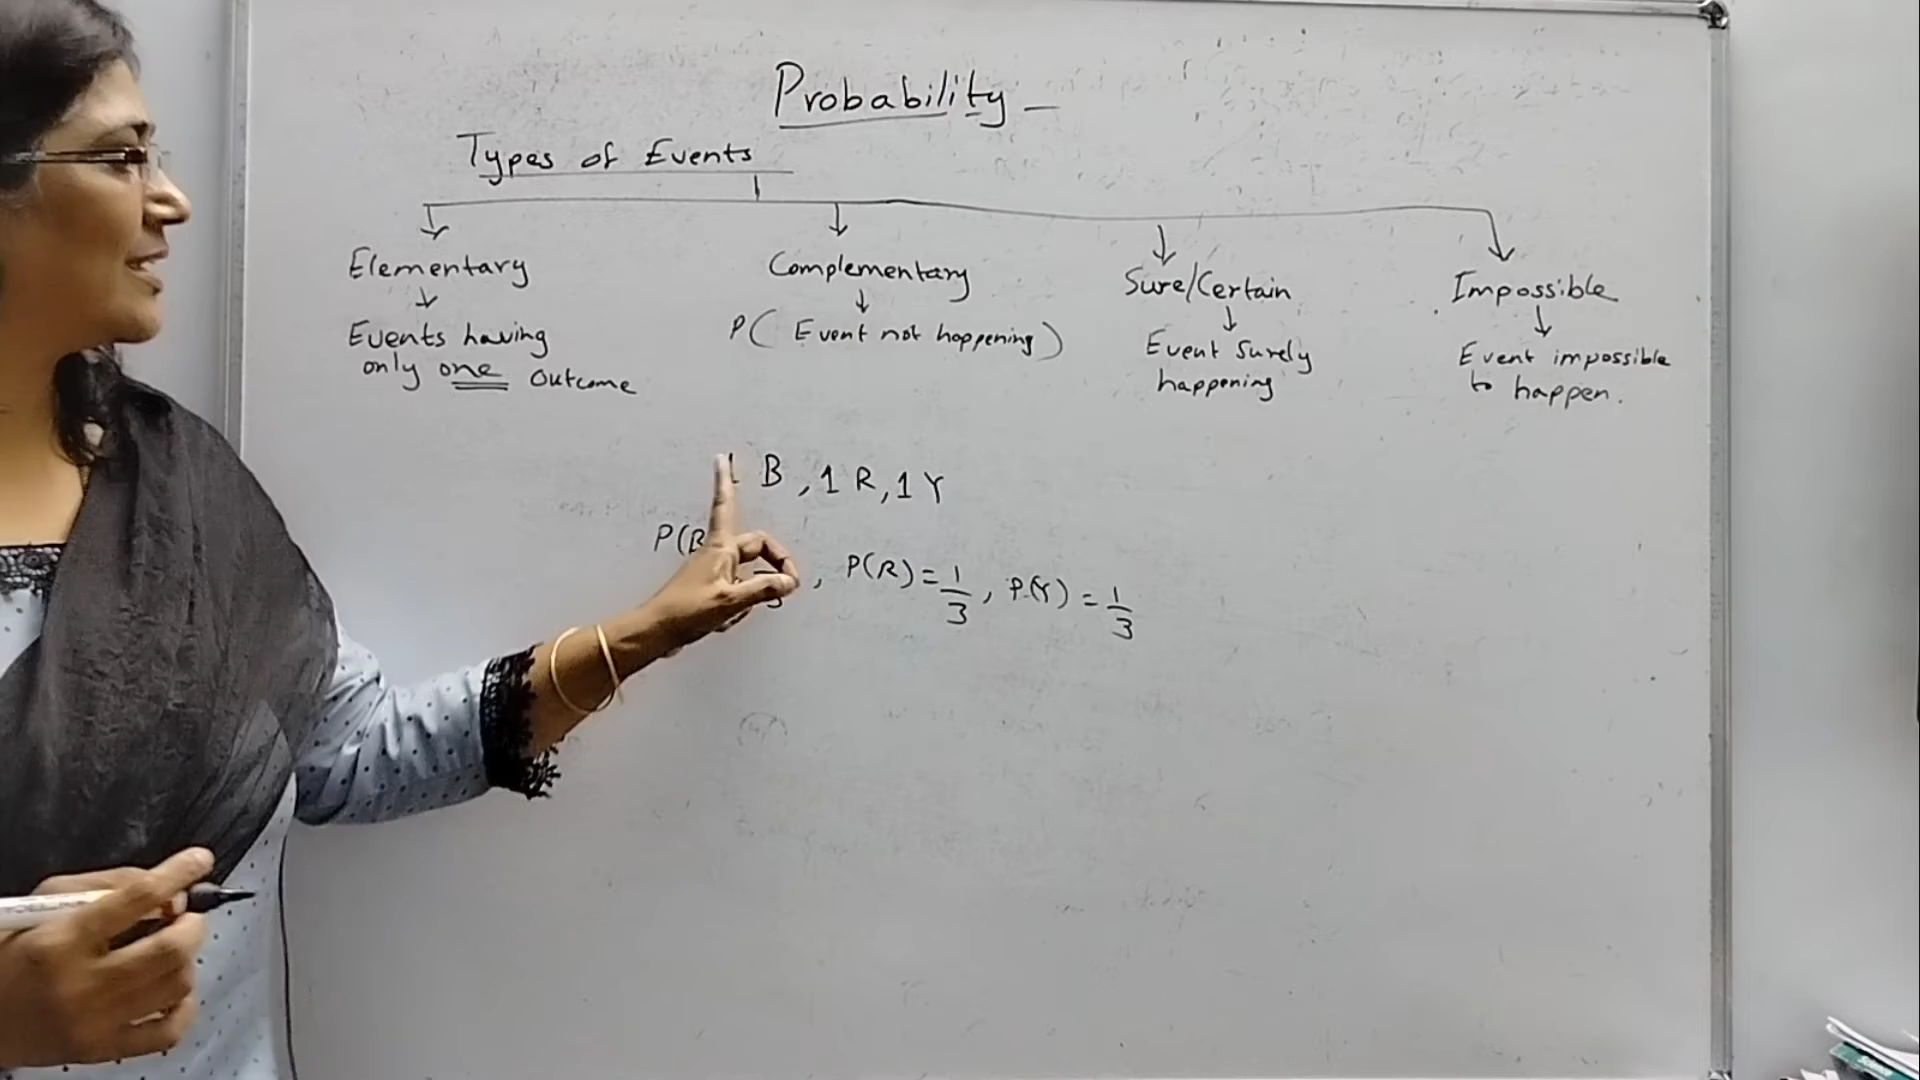 Probability
Types of Events
Elementary
Events having
only one outcome
Complementary
P( Event not happening)
Sure/Certain
Event Surely
happening
Impossible
Event impossible
to happen.
1 B, 1 R, 1 Y
P(B , P(R) = 1/3, P(Y) = 1/3